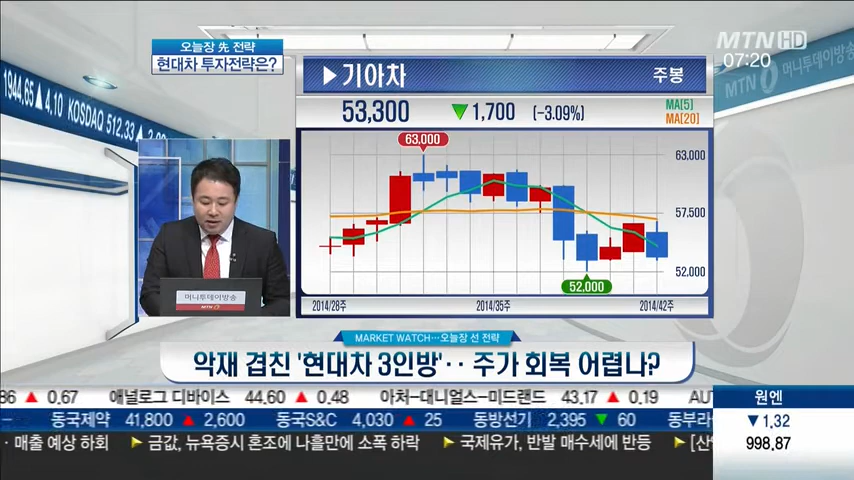 오늘장 先 전략
현대차 투자전략은?
MTN HD
07:20
머니투데이방송
MTN
1944.65 ▲ 4.10 KOSDAQ 512.33 ▲
▶기아차
주봉
53,300 ▼1,700 (-3.09%)
MA[5]
MA[20]
63,000
63,000
57,500
52,000
52,000
2014/28주 2014/35주 2014/42주
머니투데이방송
MTN
MARKET WATCH…오늘장 선 전략
악재 겹친 '현대차 3인방'‥ 주가 회복 어렵나?
86 ▲ 0.67 애널로그 디바이스 44.60 ▲ 0.48 아처-대니얼스-미드랜드 43.17 ▲ 0.19 AUT
동국제약 41,800 ▲ 2,600 동국S&C 4,030 ▲ 25 동방선기 2,395 ▼ 60 동부라
· 매출 예상 하회 ▶ 금값, 뉴욕증시 혼조에 나흘만에 소폭 하락 ▶ 국제유가, 반발 매수세에 반등 ▶ [산
원엔
▼1.32
998.87